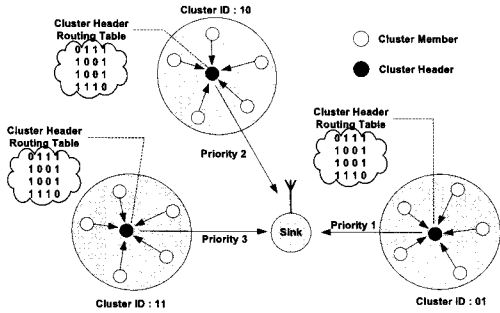 Cluster ID : 10
Cluster Header
Routing Table
0 1 1 1
1 0 0 1
1 0 0 1
1 1 1 0
Cluster Member
Cluster Header
Cluster Header
Routing Table
0 1 1 1
1 0 0 1
1 0 0 1
1 1 1 0
Cluster Header
Routing Table
0 1 1 1
1 0 0 1
1 0 0 1
1 1 1 0
Priority 2
Priority 3
Sink
Priority 1
Cluster ID : 11
Cluster ID : 01